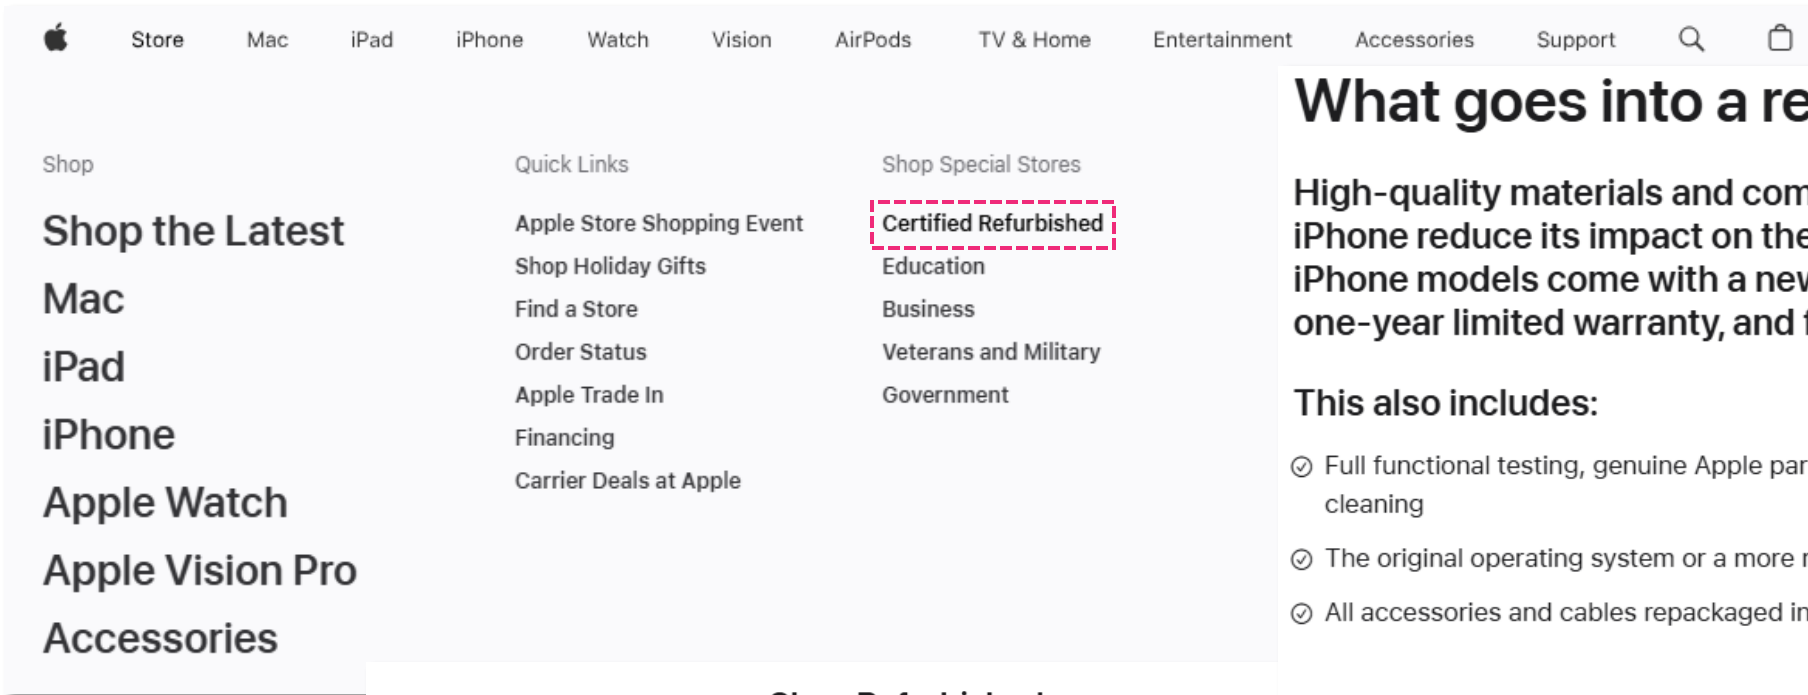 Store Mac iPad iPhone Watch Vision AirPods TV & Home Entertainment Accessories Support
Shop
Shop the Latest
Mac
iPad
iPhone
Apple Watch
Apple Vision Pro
Accessories
Quick Links
Apple Store Shopping Event
Shop Holiday Gifts
Find a Store
Order Status
Apple Trade In
Financing
Carrier Deals at Apple
Shop Special Stores
Certified Refurbished
Education
Business
Veterans and Military
Government
What goes into a
High-quality materials and
iPhone reduce its impact on the
iPhone models come with a
one-year limited warranty, and
This also includes:
Full functional testing, genuine Apple
cleaning
The original operating system or a more
All accessories and cables repackaged